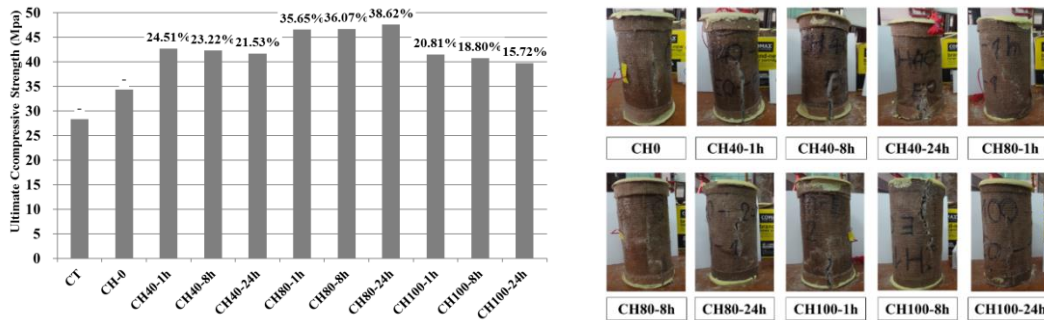 Ultimate Ccompressive Strength (Mpa)
50
45
40
35
30
25
20
15
10
5
0
-
-
24.51%
23.22%
21.53%
35.65%
36.07%
38.62%
20.81%
18.80%
15.72%
CT
CH-0
CH40-1h
CH40-8h
CH40-24h
CH80-1h
CH80-8h
CH80-24h
CH100-1h
CH100-8h
CH100-24h
CH0
CH40-1h
CH40-8h
CH40-24h
CH80-1h
CH80-8h
CH80-24h
CH100-1h
CH100-8h
CH100-24h